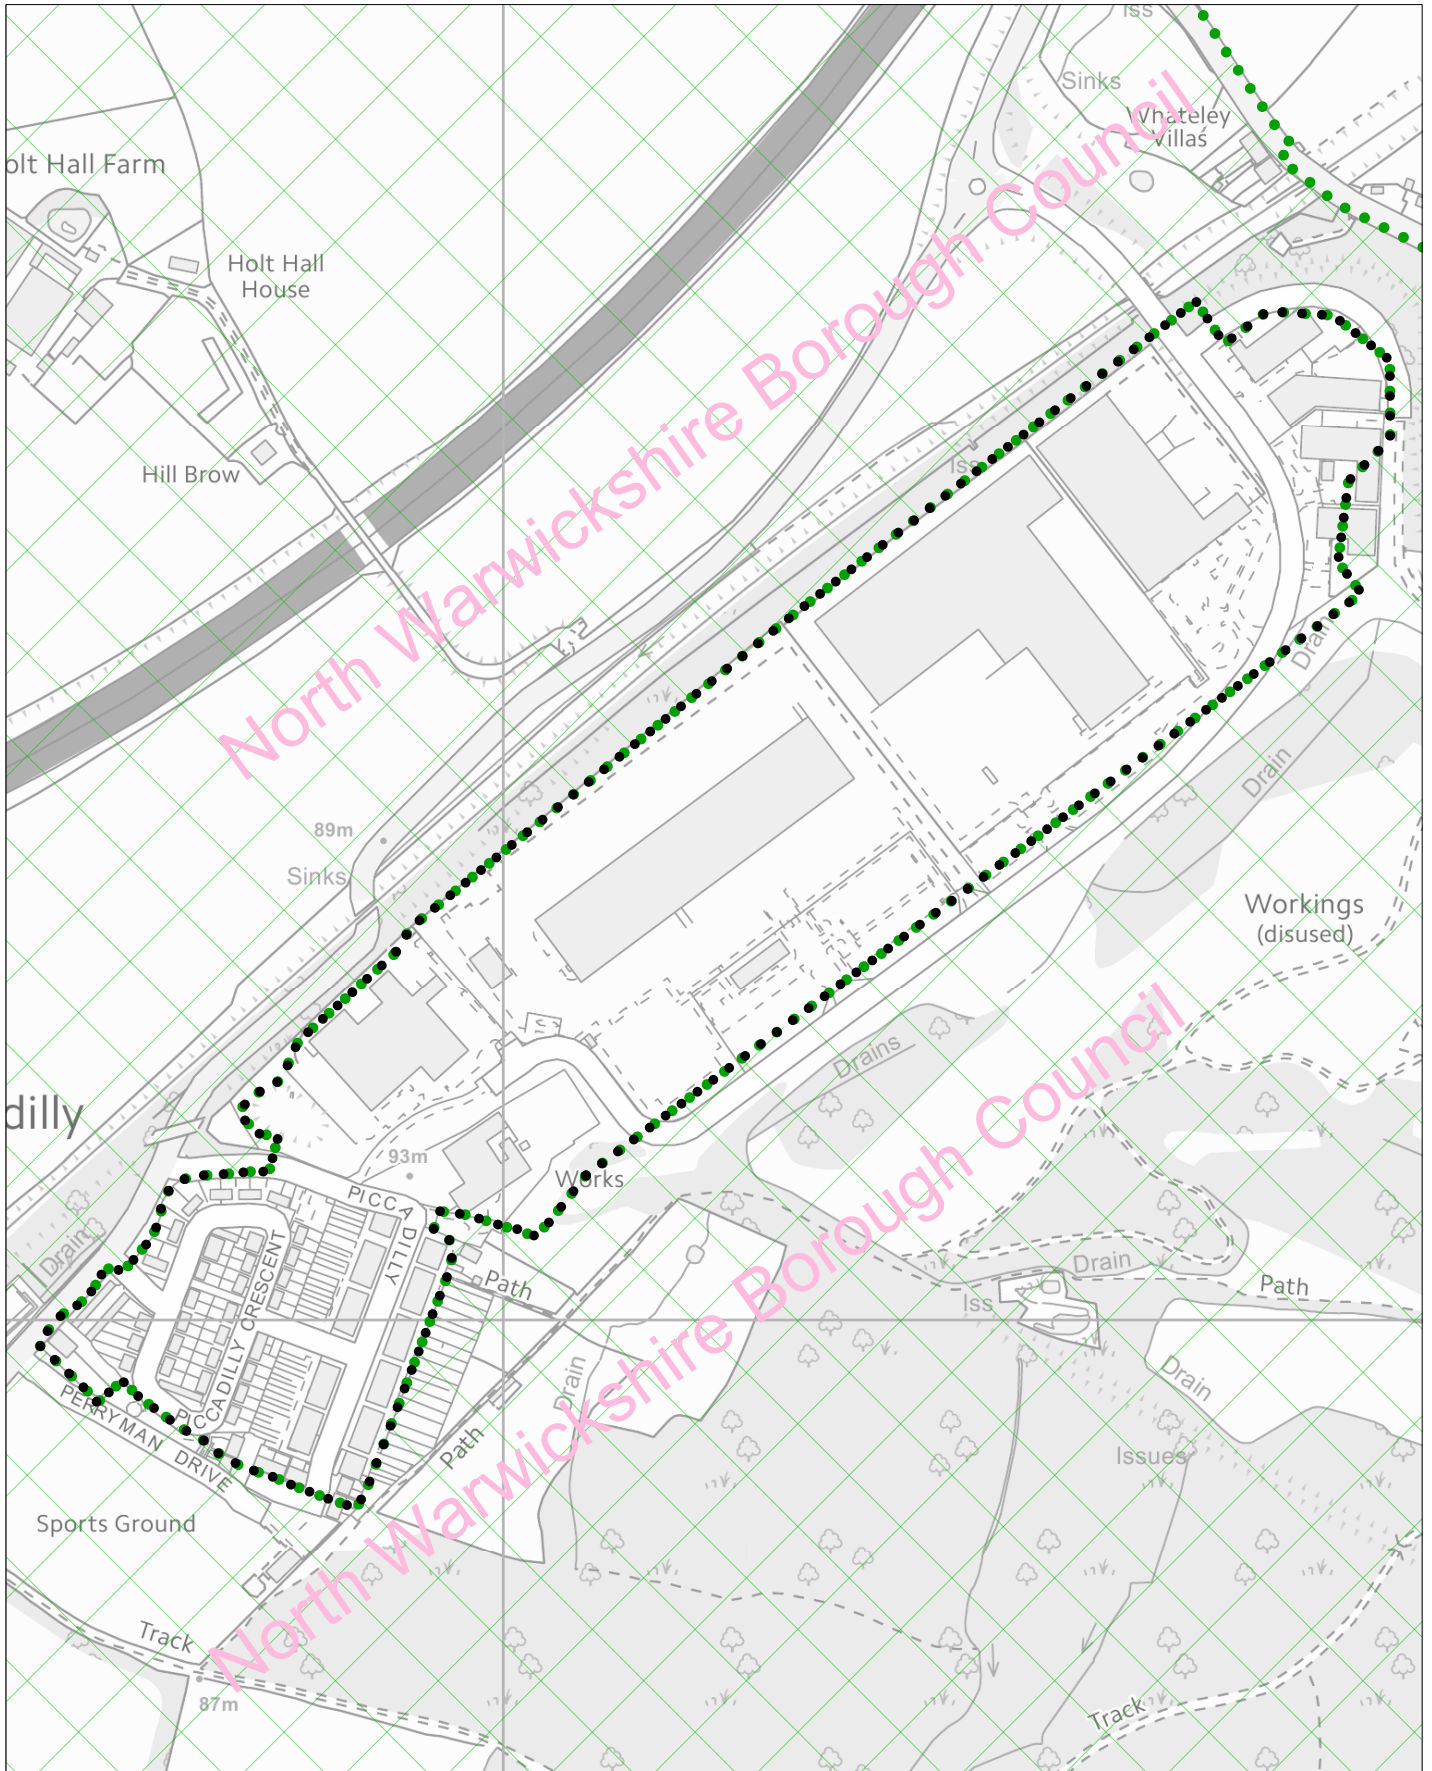 Iss
Sinks
Whateley
Villas
olt Hall Farm
Holt Hall
House
North Warwickshire Borough Council
Hill Brow
Iss
Drain
Drain
89m
Sinks
Workings
(disused)
Drains
dilly
93m
Works
PICCADILLY
Drain
PICCADILLY CRESCENT
Path
Drain
Path
Iss
North Warwickshire Borough Council
Drain
Drain
PERRYMAN DRIVE
Path
Issues
Sports Ground
Track
87m
Track